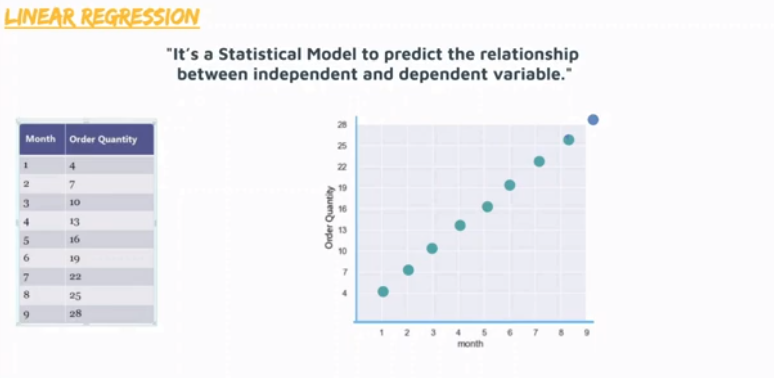 LINEAR REGRESSION
"It's a Statistical Model to predict the relationship
between independent and dependent variable."
Month Order Quantity
1 4
2 7
3 10
4 13
5 16
6 19
7 22
8 25
9 28
28
25
22
19
16
13
10
7
4
Order Quantity
1 2 3 4 5 6 7 8 9
month